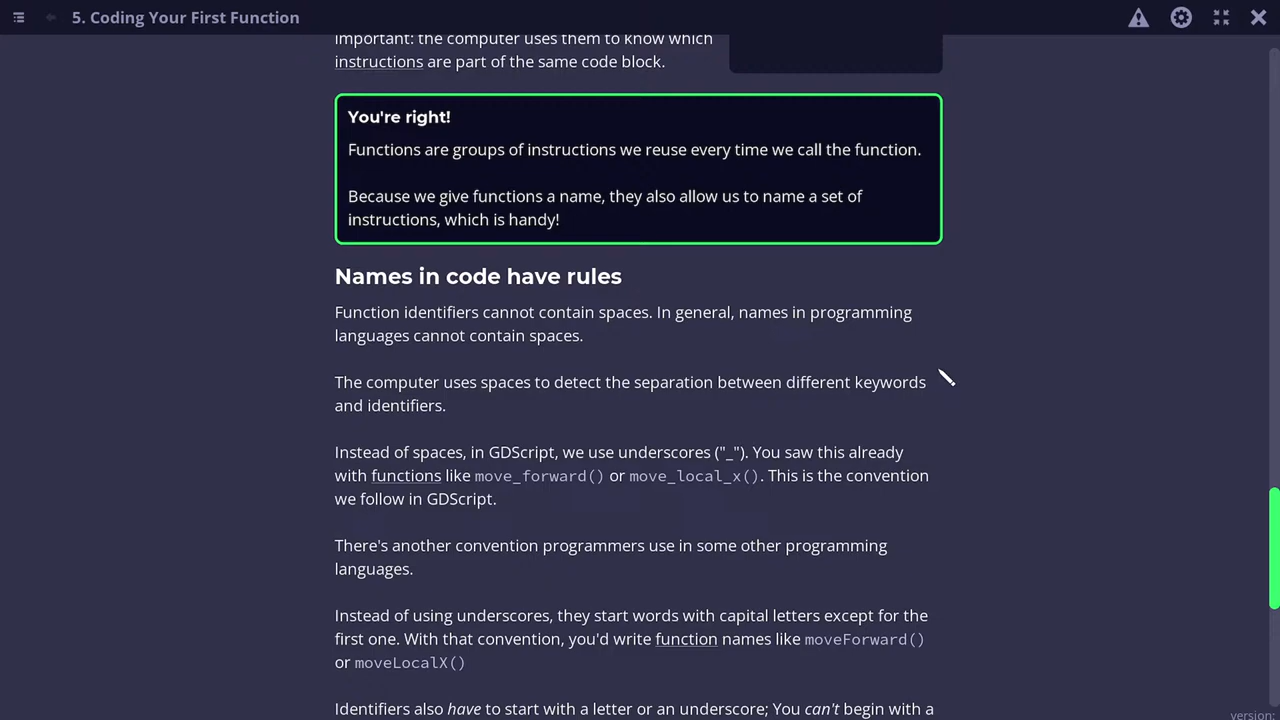 5. Coding Your First Function
important: the computer uses them to know which
instructions are part of the same code block.
You're right!
Functions are groups of instructions we reuse every time we call the function.
Because we give functions a name, they also allow us to name a set of
instructions, which is handy!
Names in code have rules
Function identifiers cannot contain spaces. In general, names in programming
languages cannot contain spaces.
The computer uses spaces to detect the separation between different keywords
and identifiers.
Instead of spaces, in GDScript, we use underscores ("_"). You saw this already
with functions like move_forward() or move_local_x(). This is the convention
we follow in GDScript.
There's another convention programmers use in some other programming
languages.
Instead of using underscores, they start words with capital letters except for the
first one. With that convention, you'd write function names like moveForward()
or moveLocalX()
Identifiers also have to start with a letter or an underscore; You can't begin with a
version: